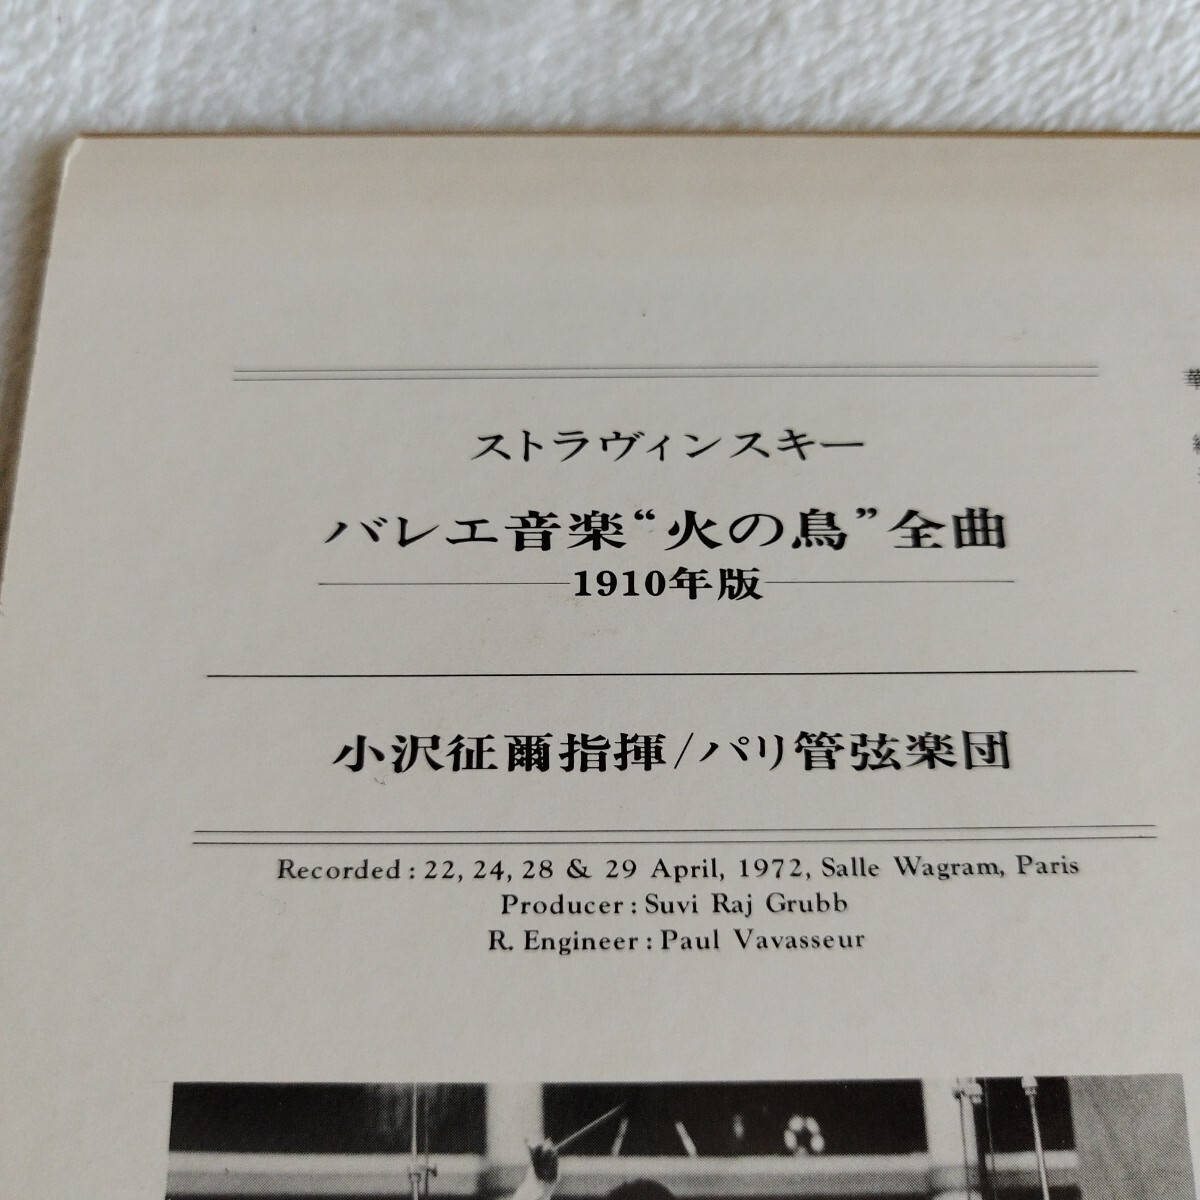 ストラヴィンスキー
バレエ音楽“火の鳥”全曲
1910年版
小沢征爾指揮/パリ管弦楽団
Recorded : 22, 24, 28 & 29 April, 1972, Salle Wagram, Paris
Producer : Suvi Raj Grubb
R. Engineer : Paul Vavasseur